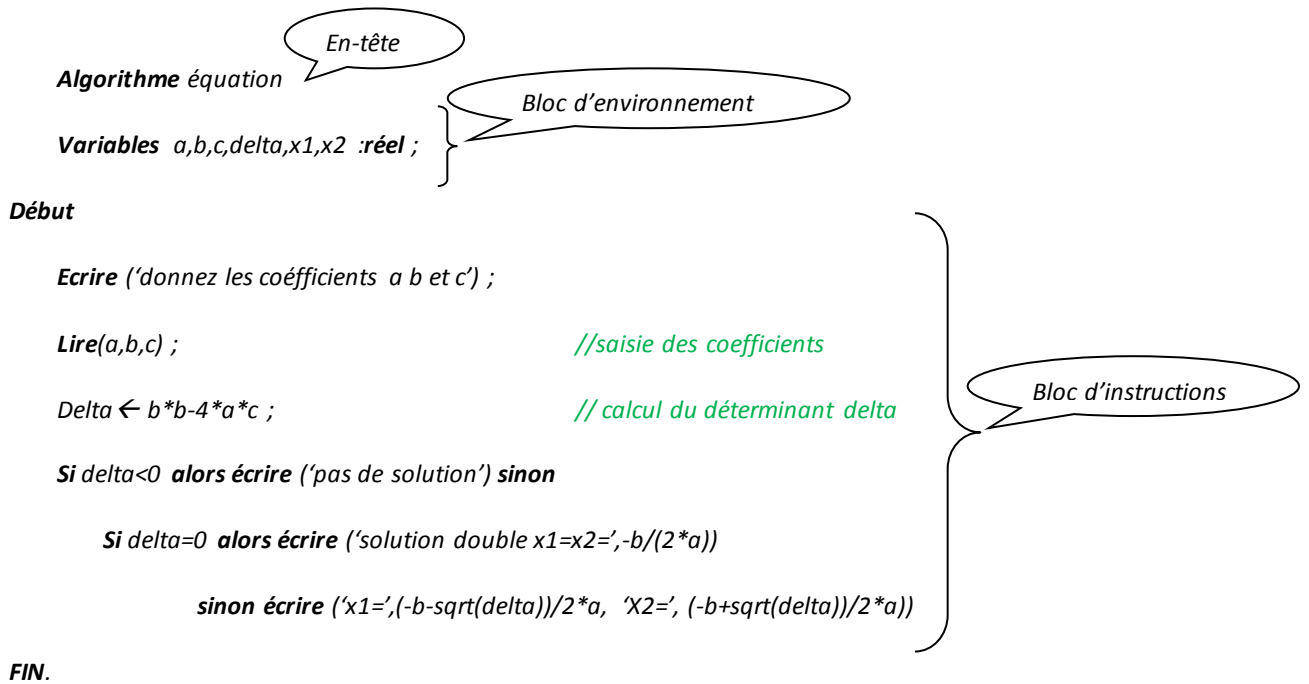 En-tête
Algorithme équation
Bloc d’environnement
Variables a,b,c,delta,x1,x2 :réel ;
Début
Ecrire (‘donnez les coéfficients a b et c’) ;
Lire(a,b,c) ; //saisie des coefficients
Delta ← b*b-4*a*c ; // calcul du déterminant delta
Bloc d’instructions
Si delta<0 alors écrire (‘pas de solution’) sinon
Si delta=0 alors écrire (‘solution double x1=x2=’,-b/(2*a))
sinon écrire (‘x1=’,(-b-sqrt(delta))/2*a, ‘X2=’, (-b+sqrt(delta))/2*a))
FIN.